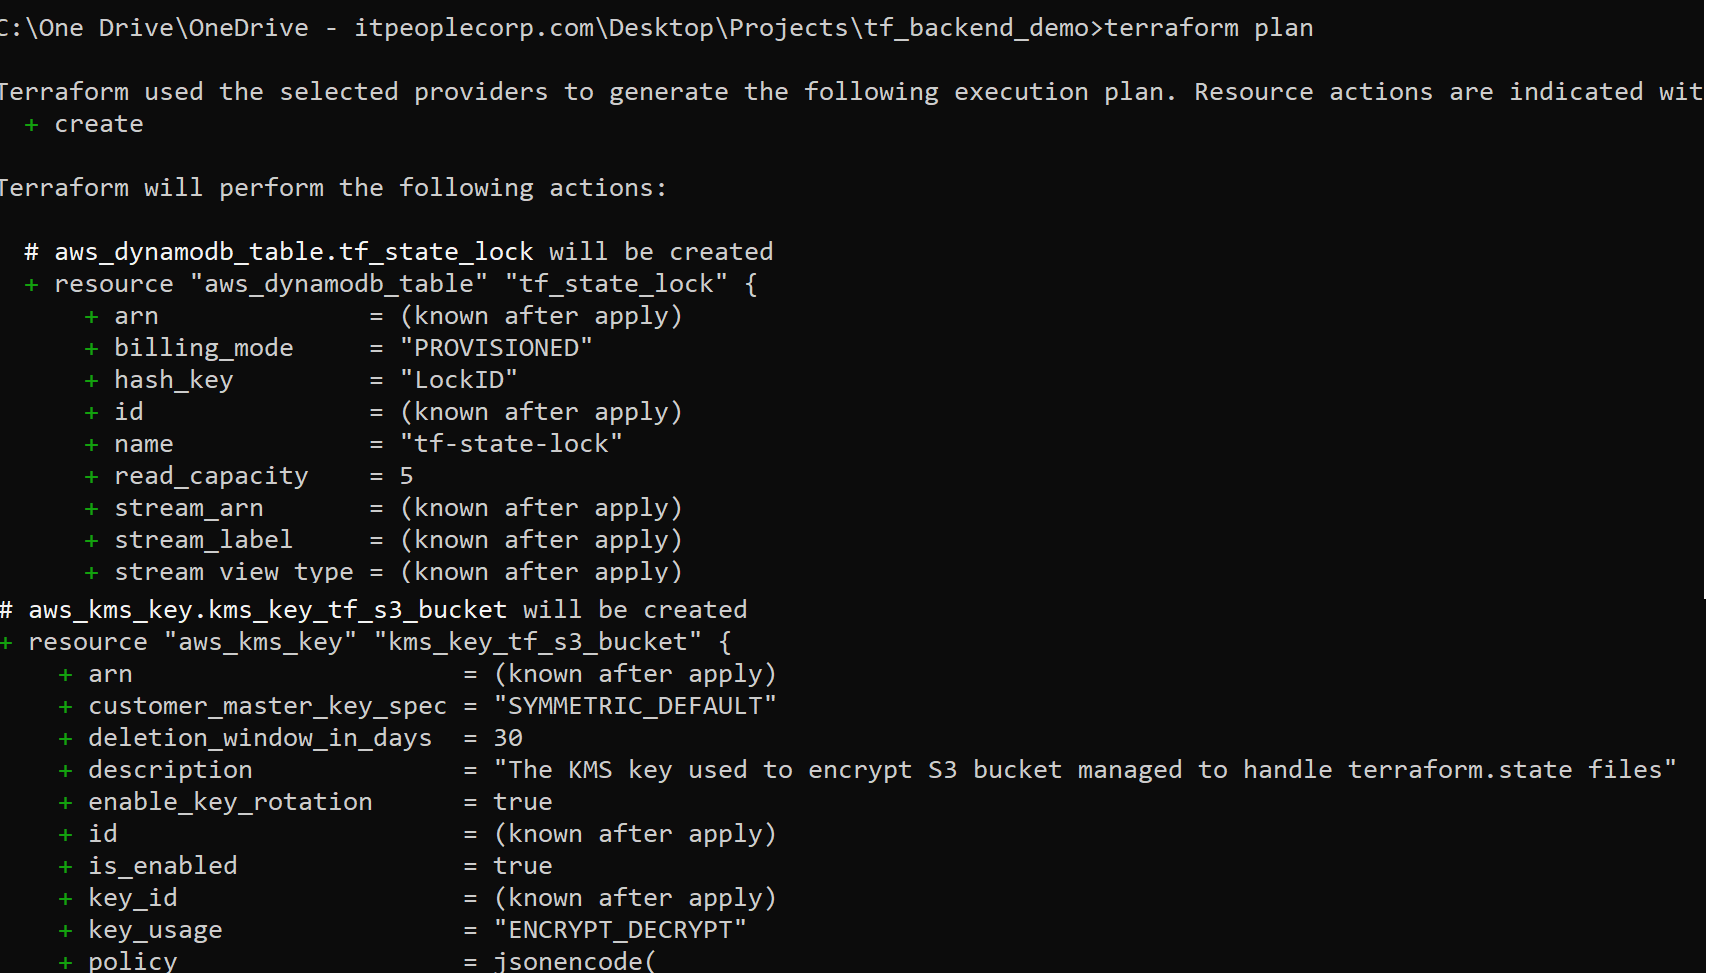 C:\One Drive\OneDrive - itpeoplecorp.com\Desktop\Projects\tf_backend_demo>terraform plan
Terraform used the selected providers to generate the following execution plan. Resource actions are indicated wit
+ create
Terraform will perform the following actions:
# aws_dynamodb_table.tf_state_lock will be created
+ resource "aws_dynamodb_table" "tf_state_lock" {
+ arn = (known after apply)
+ billing_mode = "PROVISIONED"
+ hash_key = "LockID"
+ id = (known after apply)
+ name = "tf-state-lock"
+ read_capacity = 5
+ stream_arn = (known after apply)
+ stream_label = (known after apply)
+ stream_view_type = (known after apply)
# aws_kms_key.kms_key_tf_s3_bucket will be created
+ resource "aws_kms_key" "kms_key_tf_s3_bucket" {
+ arn = (known after apply)
+ customer_master_key_spec = "SYMMETRIC_DEFAULT"
+ deletion_window_in_days = 30
+ description = "The KMS key used to encrypt S3 bucket managed to handle terraform.state files"
+ enable_key_rotation = true
+ id = (known after apply)
+ is_enabled = true
+ key_id = (known after apply)
+ key_usage = "ENCRYPT_DECRYPT"
+ policy = jsonencode(